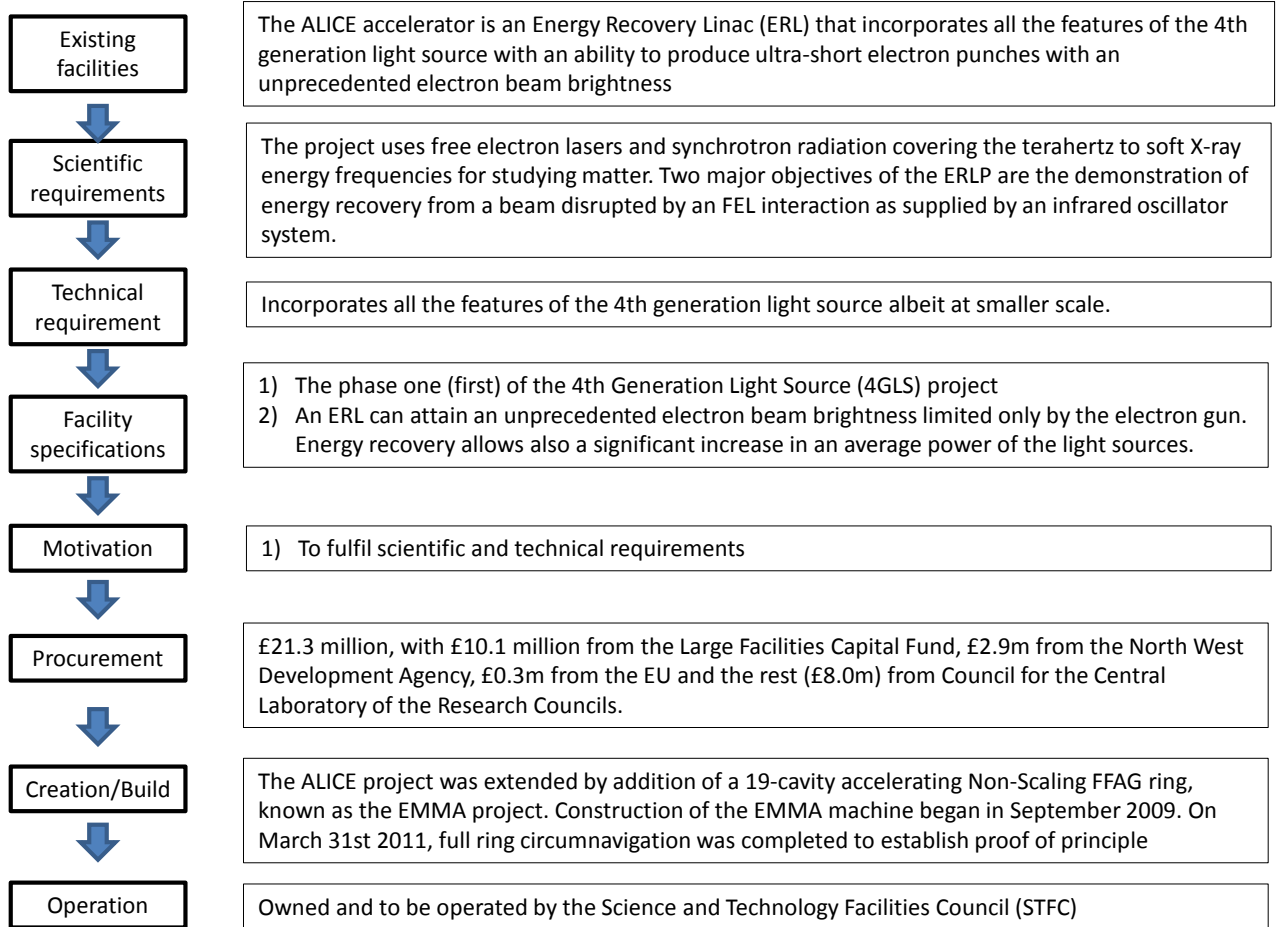 Existing
facilities
The ALICE accelerator is an Energy Recovery Linac (ERL) that incorporates all the features of the 4th
generation light source with an ability to produce ultra-short electron punches with an
unprecedented electron beam brightness
Scientific
requirements
The project uses free electron lasers and synchrotron radiation covering the terahertz to soft X-ray
energy frequencies for studying matter. Two major objectives of the ERLP are the demonstration of
energy recovery from a beam disrupted by an FEL interaction as supplied by an infrared oscillator
system.
Technical
requirement
Incorporates all the features of the 4th generation light source albeit at smaller scale.
Facility
specifications
1) The phase one (first) of the 4th Generation Light Source (4GLS) project
2) An ERL can attain an unprecedented electron beam brightness limited only by the electron gun.
Energy recovery allows also a significant increase in an average power of the light sources.
Motivation
1) To fulfil scientific and technical requirements
Procurement
£21.3 million, with £10.1 million from the Large Facilities Capital Fund, £2.9m from the North West
Development Agency, £0.3m from the EU and the rest (£8.0m) from Council for the Central
Laboratory of the Research Councils.
Creation/Build
The ALICE project was extended by addition of a 19-cavity accelerating Non-Scaling FFAG ring,
known as the EMMA project. Construction of the EMMA machine began in September 2009. On
March 31st 2011, full ring circumnavigation was completed to establish proof of principle
Operation
Owned and to be operated by the Science and Technology Facilities Council (STFC)